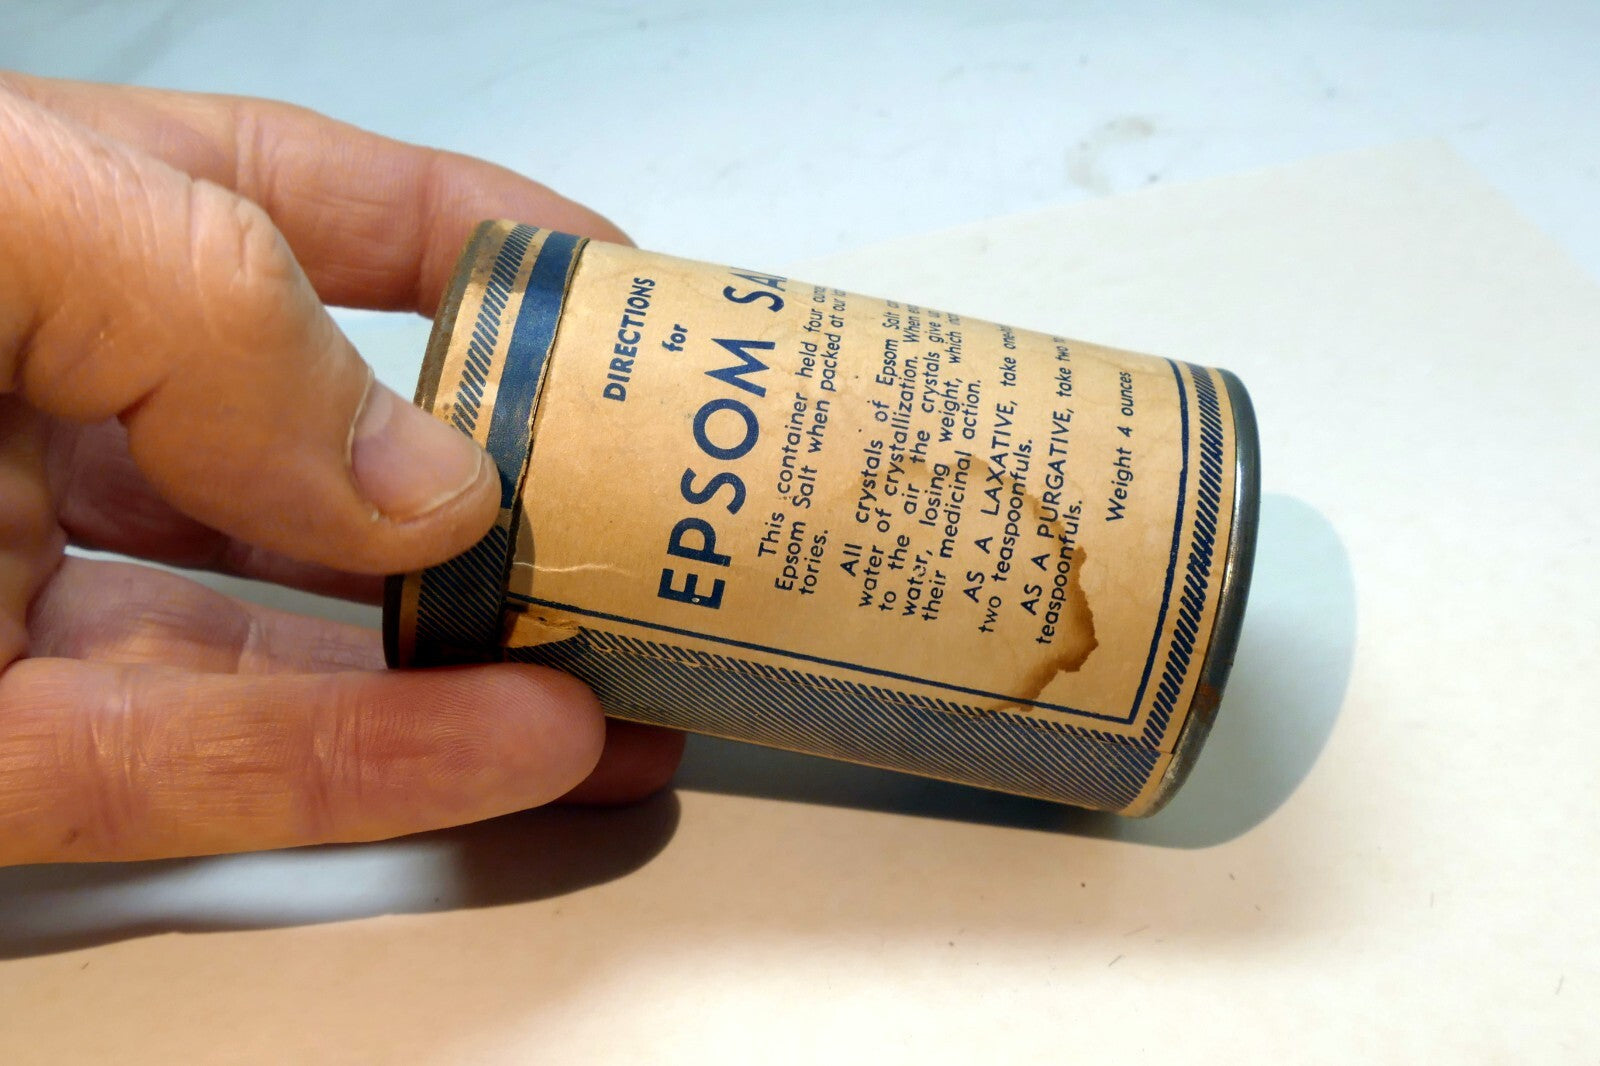 DIRECTIONS
for
EPSOM
This container held four
Epsom Salt when packed at our
tories.
All crystals of Epsom Salt
water of crystallization. When
to the air the crystals give
water, losing weight, which
their medicinal action.
AS A LAXATIVE, take
two teaspoonfuls.
AS A PURGATIVE, take two
teaspoonfuls.
Weight 4 ounces